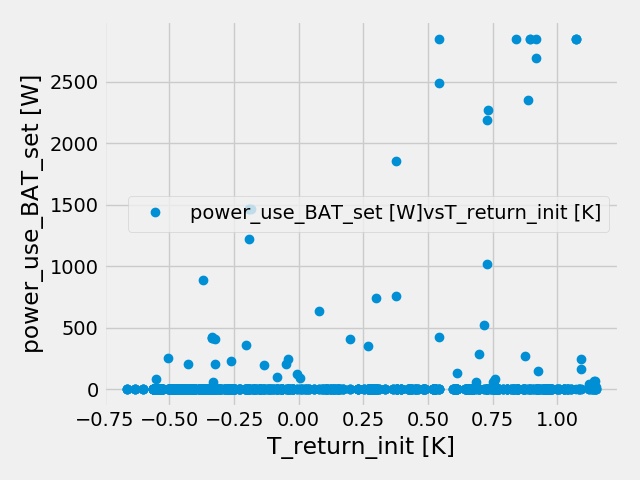 2500
2000
1500
1000
500
0
power_use_BAT_set [W]
power_use_BAT_set [W]vsT_return_init [K]
−0.75 −0.50 −0.25 0.00 0.25 0.50 0.75 1.00
T_return_init [K]